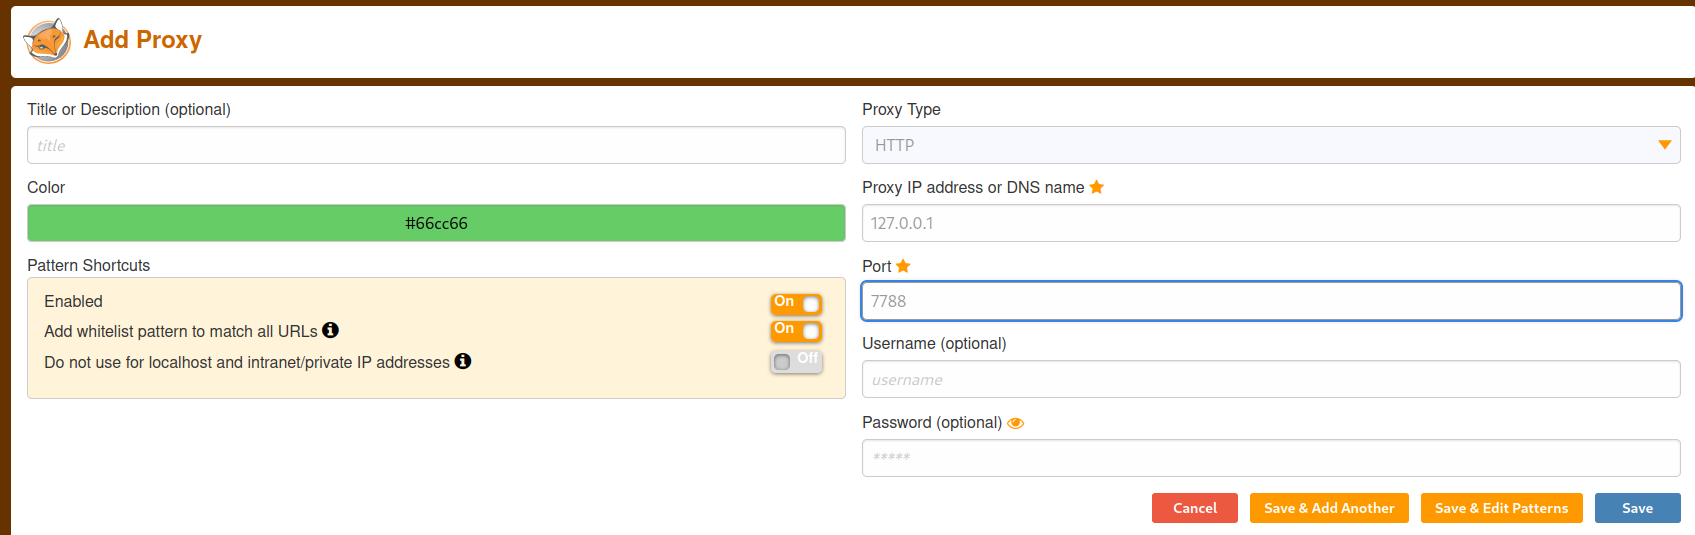 Add Proxy
Title or Description (optional)
title
Color
#66cc66
Pattern Shortcuts
Enabled
On
Add whitelist pattern to match all URLs
On
Do not use for localhost and intranet/private IP addresses
Off
Proxy Type
HTTP
Proxy IP address or DNS name
127.0.0.1
Port
7788
Username (optional)
username
Password (optional)
*****
Cancel
Save & Add Another
Save & Edit Patterns
Save